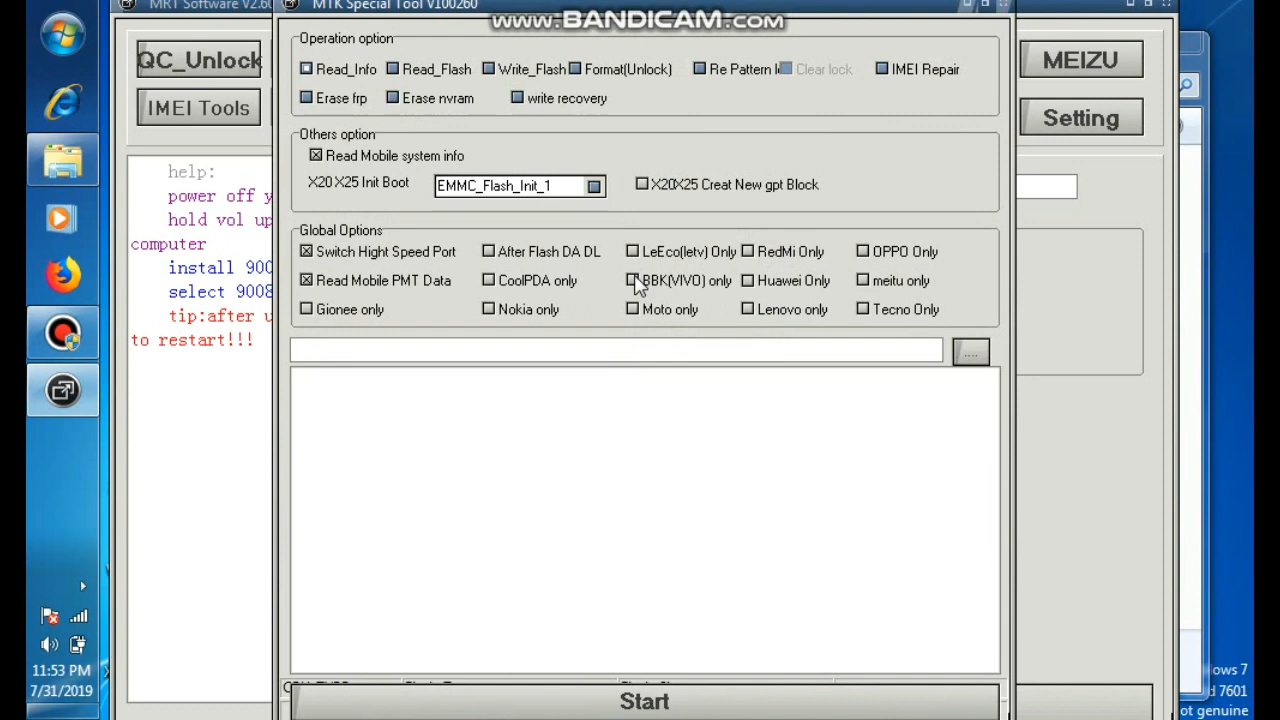 MRT Software V2.60
MTK Special Tool V100260
www.BANDICAM.com
QC_Unlock
IMEI Tools
MEIZU
Setting
Operation option
Read_Info
Read_Flash
Write_Flash
Format(Unlock)
Re Pattern l
Clear lock
IMEI Repair
Erase frp
Erase nvram
write recovery
Others option
Read Mobile system info
X20 X25 Init Boot
EMMC_Flash_Init_1
X20X25 Creat New gpt Block
Global Options
Switch Hight Speed Port
After Flash DA DL
LeEco(letv) Only
RedMi Only
OPPO Only
Read Mobile PMT Data
CoolPDA only
BBK(VIVO) only
Huawei Only
meitu only
Gionee only
Nokia only
Moto only
Lenovo only
Tecno Only
....
help:
power off y
hold vol up
computer
install 900
select 9008
tip:after u
to restart!!!
Start
11:53 PM
7/31/2019
ows 7
d 7601
ot genuine